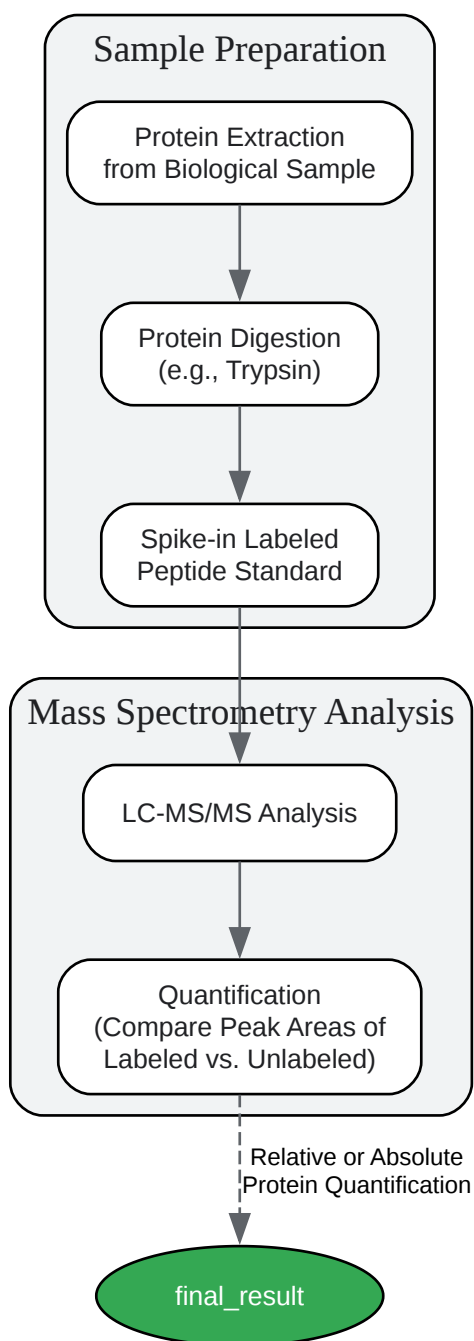 Sample Preparation
Protein Extraction
from Biological Sample
Protein Digestion
(e.g., Trypsin)
Spike-in Labeled
Peptide Standard
Mass Spectrometry Analysis
LC-MS/MS Analysis
Quantification
(Compare Peak Areas of
Labeled vs. Unlabeled)
Relative or Absolute
Protein Quantification
final_result